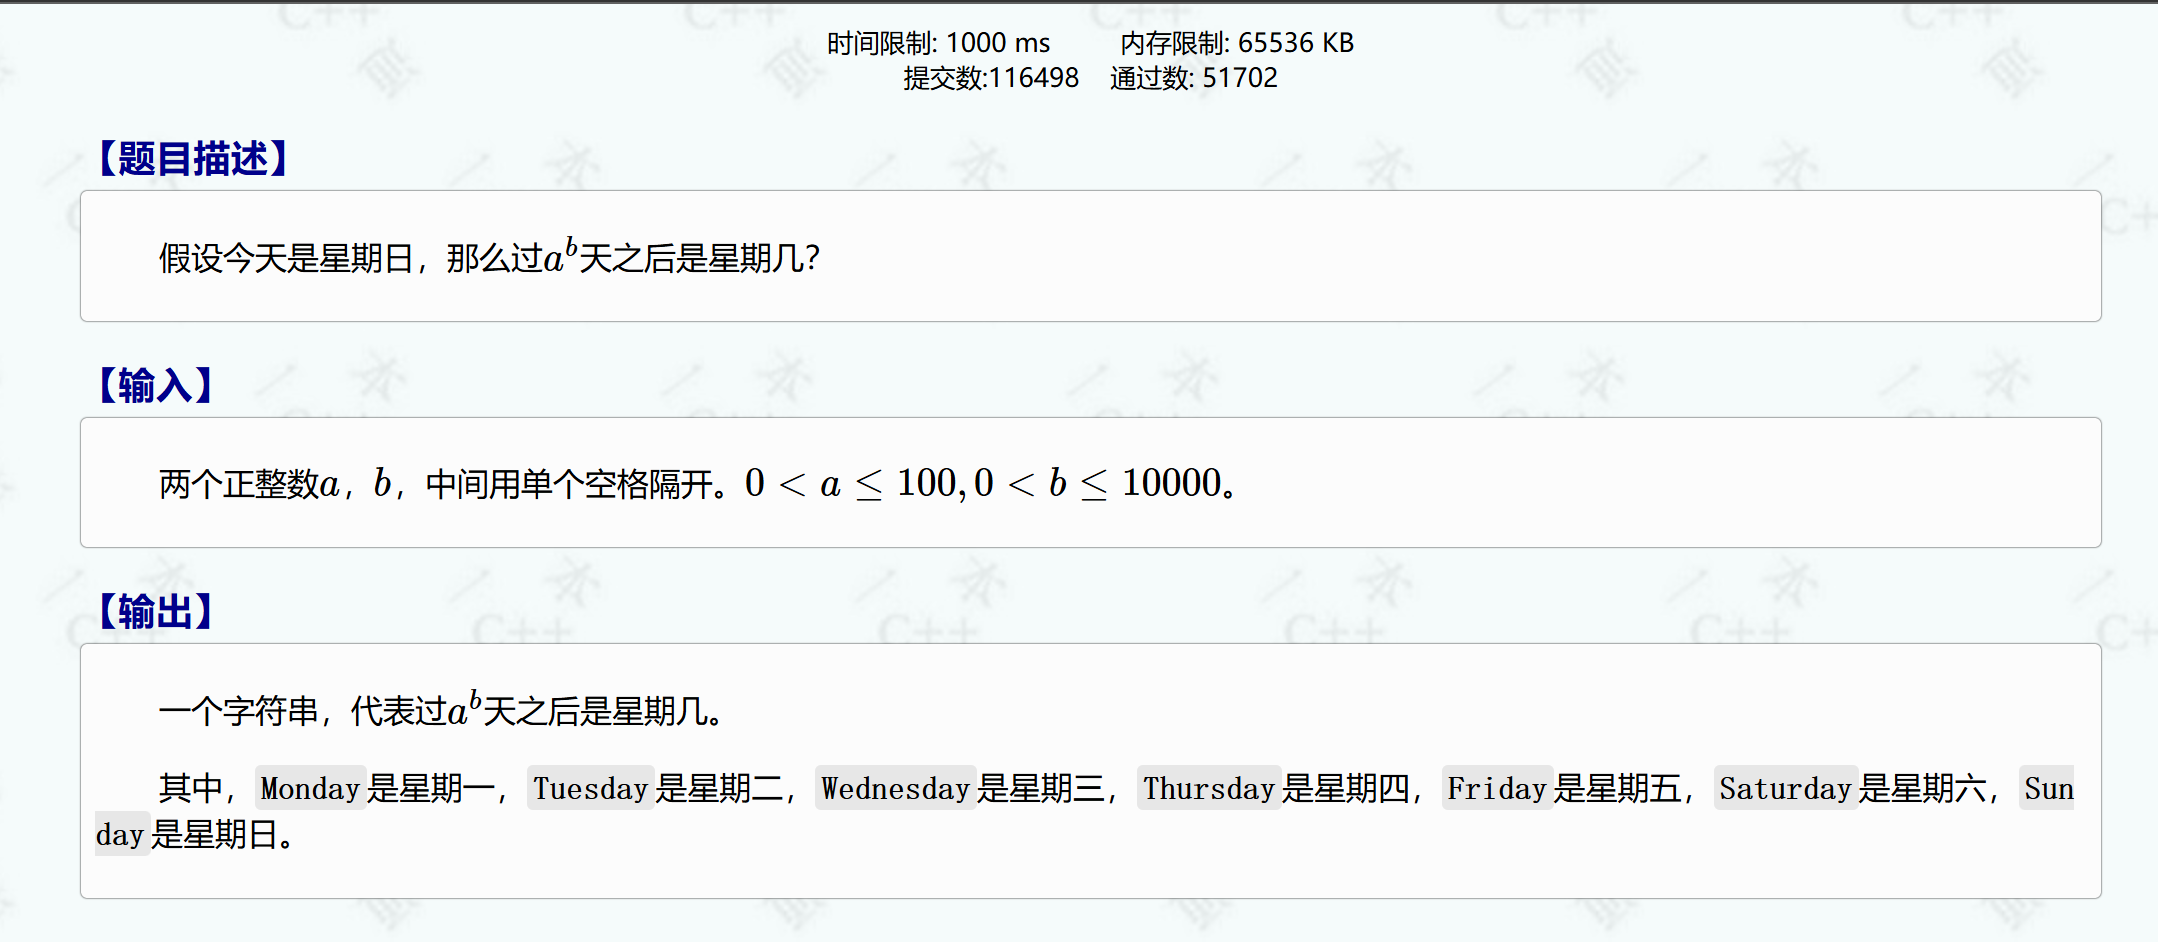 时间限制: 1000 ms 内存限制: 65536 KB
提交数:116498 通过数: 51702
【题目描述】
假设今天是星期日，那么过a^b天之后是星期几？
【输入】
两个正整数a，b，中间用单个空格隔开。0 < a ≤ 100, 0 < b ≤ 10000。
【输出】
一个字符串，代表过a^b天之后是星期几。
其中，Monday是星期一，Tuesday是星期二，Wednesday是星期三，Thursday是星期四，Friday是星期五，Saturday是星期六，Sun
day是星期日。